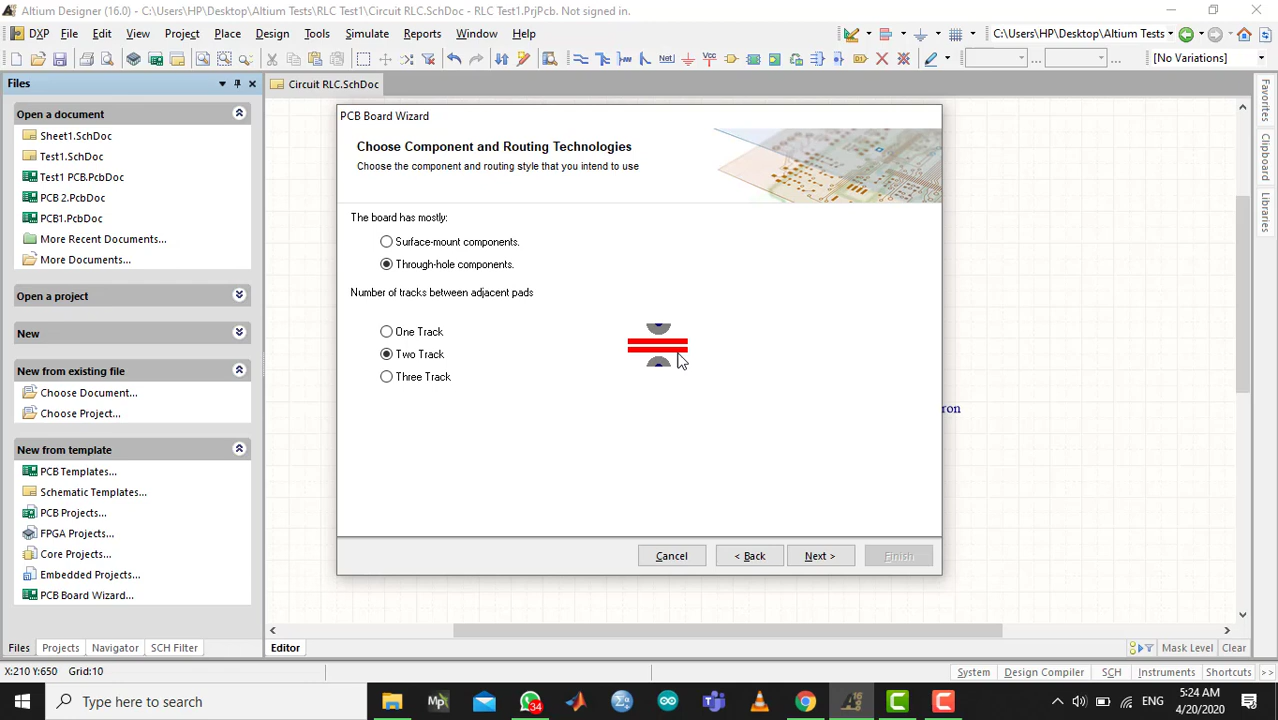 Altium Designer (16.0) - C:\Users\HP\Desktop\Altium Tests\RLC Test1\Circuit RLC.SchDoc - RLC Test1.PrjPcb. Not signed in.
DXP File Edit View Project Place Design Tools Simulate Reports Window Help C:\Users\HP\Desktop\Altium Tests
Net VCC [No Variations]
Files
Circuit RLC.SchDoc
Open a document
Sheet1.SchDoc
Test1.SchDoc
Test1 PCB.PcbDoc
PCB 2.PcbDoc
PCB1.PcbDoc
More Recent Documents...
More Documents...
Open a project
New
New from existing file
Choose Document...
Choose Project...
New from template
PCB Templates...
Schematic Templates...
PCB Projects...
FPGA Projects...
Core Projects...
Embedded Projects...
PCB Board Wizard...
Files Projects Navigator SCH Filter
PCB Board Wizard
Choose Component and Routing Technologies
Choose the component and routing style that you intend to use
The board has mostly:
Surface-mount components.
Through-hole components.
Number of tracks between adjacent pads
One Track
Two Track
Three Track
Cancel < Back Next > Finish
ron
Favorites
Clipboard
Libraries
Editor Mask Level Clear
X:210 Y:650 Grid:10 System Design Compiler SCH Instruments Shortcuts >>
Type here to search 34 ENG 5:24 AM
4/20/2020